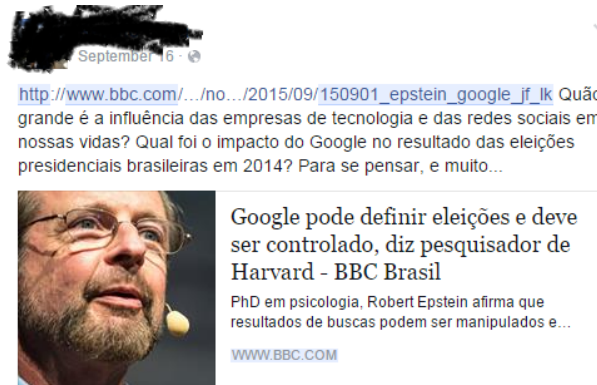 September 16
http://www.bbc.com/.../no.../2015/09/150901_epstein_google_jf_lk Quão
grande é a influência das empresas de tecnologia e das redes sociais em
nossas vidas? Qual foi o impacto do Google no resultado das eleições
presidenciais brasileiras em 2014? Para se pensar, e muito...
Google pode definir eleições e deve
ser controlado, diz pesquisador de
Harvard - BBC Brasil
PhD em psicologia, Robert Epstein afirma que
resultados de buscas podem ser manipulados e...
WWW.BBC.COM